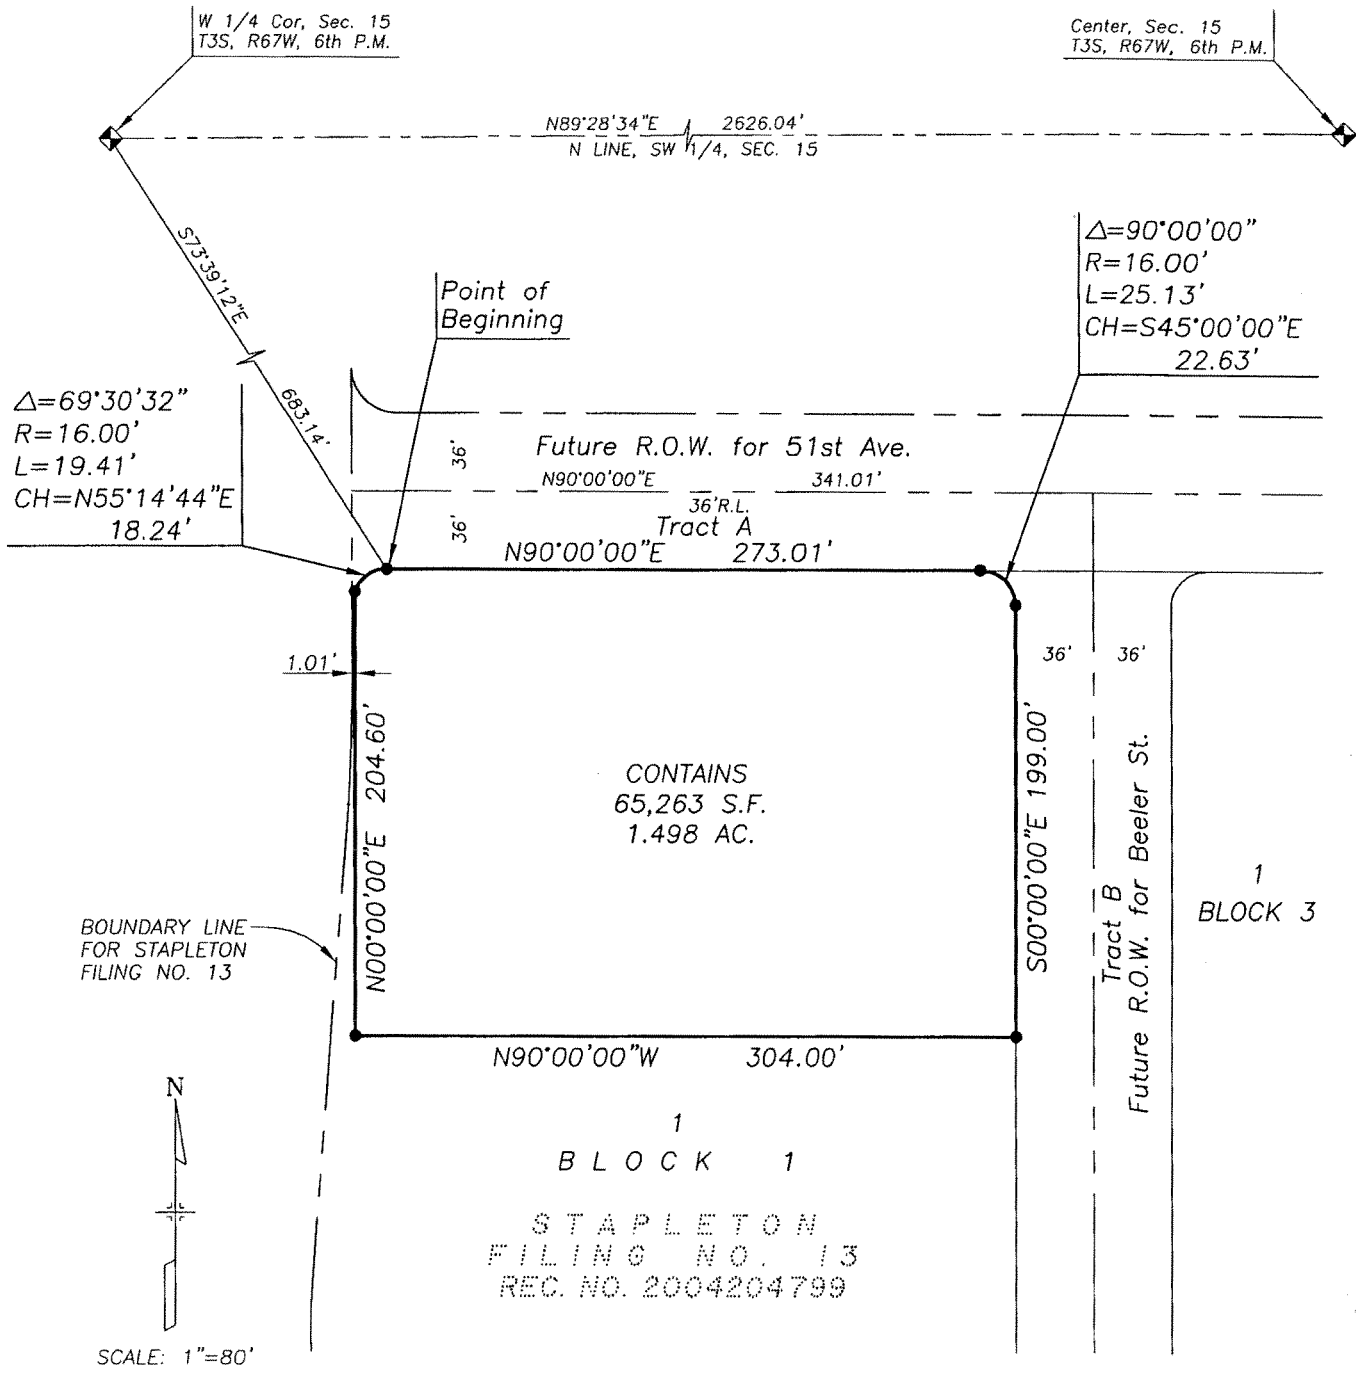 W 1/4 Cor, Sec. 15
T3S, R67W, 6th P.M.
Center, Sec. 15
T3S, R67W, 6th P.M.
N89°28'34"E 2626.04'
N LINE, SW 1/4, SEC. 15
S73°39'12"E
683.14'
Point of
Beginning
Δ=90°00'00"
R=16.00'
L=25.13'
CH=S45°00'00"E
22.63'
Δ=69°30'32"
R=16.00'
L=19.41'
CH=N55°14'44"E
18.24'
36'
Future R.O.W. for 51st Ave.
N90°00'00"E 341.01'
36'R.L.
36'
Tract A
N90°00'00"E 273.01'
1.01'
36' 36'
N00°00'00"E 204.60'
CONTAINS
65,263 S.F.
1.498 AC.
S00°00'00"E 199.00'
Tract B
Future R.O.W. for Beeler St.
1
BLOCK 3
BOUNDARY LINE
FOR STAPLETON
FILING NO. 13
N90°00'00"W 304.00'
N
1
BLOCK 1
STAPLETON
FILING NO. 13
REC. NO. 2004204799
SCALE: 1"=80'